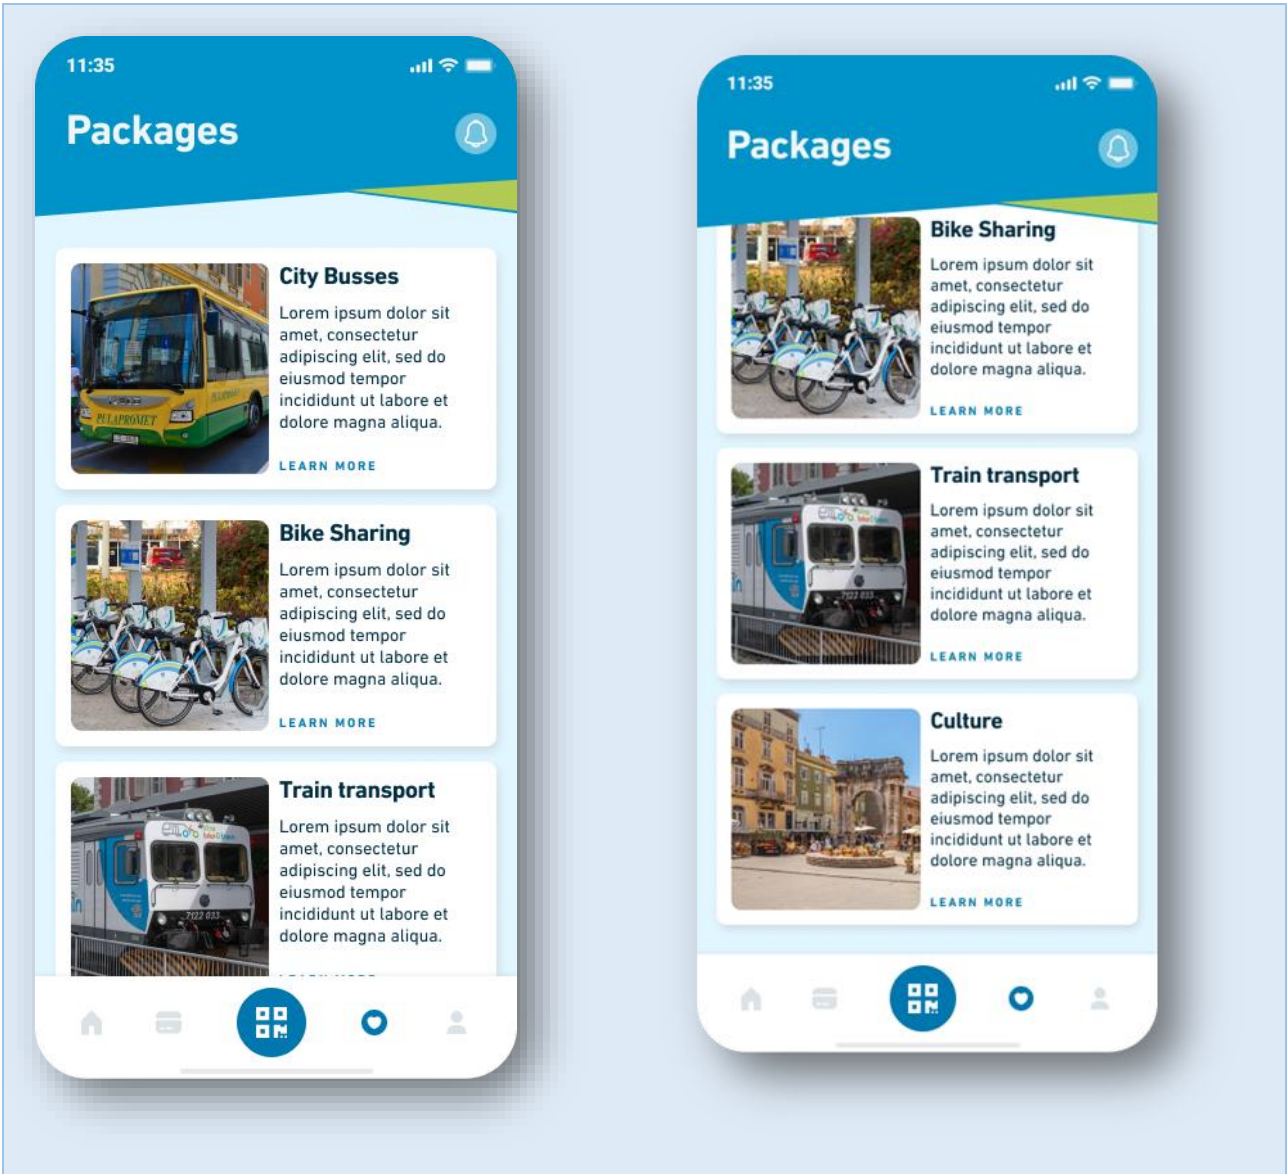 11:35
Packages
City Busses
Lorem ipsum dolor sit
amet, consectetur
adipiscing elit, sed do
eiusmod tempor
incididunt ut labore et
dolore magna aliqua.
LEARN MORE
PULAPROMET
Bike Sharing
Lorem ipsum dolor sit
amet, consectetur
adipiscing elit, sed do
eiusmod tempor
incididunt ut labore et
dolore magna aliqua.
LEARN MORE
Train transport
Lorem ipsum dolor sit
amet, consectetur
adipiscing elit, sed do
eiusmod tempor
incididunt ut labore et
dolore magna aliqua.
7122 033
11:35
Packages
Bike Sharing
Lorem ipsum dolor sit
amet, consectetur
adipiscing elit, sed do
eiusmod tempor
incididunt ut labore et
dolore magna aliqua.
LEARN MORE
Train transport
Lorem ipsum dolor sit
amet, consectetur
adipiscing elit, sed do
eiusmod tempor
incididunt ut labore et
dolore magna aliqua.
7122 033
LEARN MORE
Culture
Lorem ipsum dolor sit
amet, consectetur
adipiscing elit, sed do
eiusmod tempor
incididunt ut labore et
dolore magna aliqua.
LEARN MORE